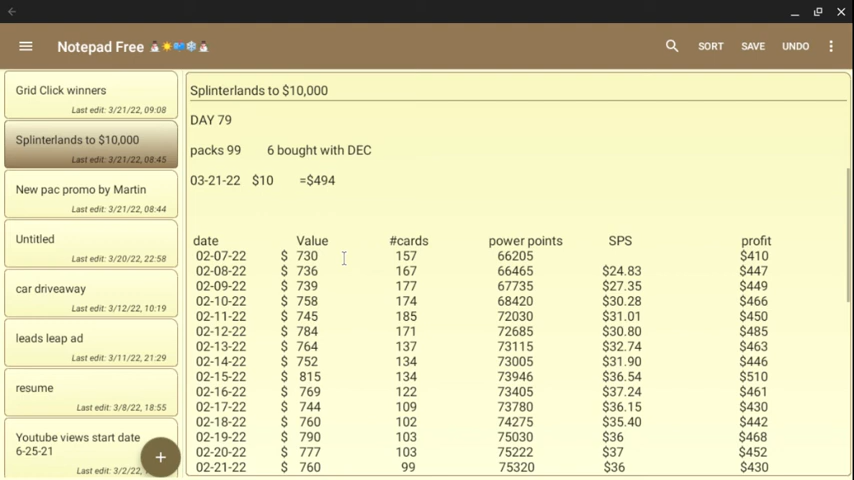 Notepad Free ⛄☀💙❄⛄
SORT SAVE UNDO
Grid Click winners
Last edit: 3/21/22, 09:08
Splinterlands to $10,000
Last edit: 3/21/22, 08:45
New pac promo by Martin
Last edit: 3/21/22, 08:44
Untitled
Last edit: 3/20/22, 22:58
car driveaway
Last edit: 3/12/22, 10:19
leads leap ad
Last edit: 3/11/22, 21:29
resume
Last edit: 3/8/22, 18:55
Youtube views start date
6-25-21
Last edit: 3/2/22,
+
Splinterlands to $10,000
DAY 79
packs 99 6 bought with DEC
03-21-22 $10 =$494
date Value #cards power points SPS profit
02-07-22 $ 730 157 66205 $410
02-08-22 $ 736 167 66465 $24.83 $447
02-09-22 $ 739 177 67735 $27.35 $449
02-10-22 $ 758 174 68420 $30.28 $466
02-11-22 $ 745 185 72030 $31.01 $450
02-12-22 $ 784 171 72685 $30.80 $485
02-13-22 $ 764 137 73115 $32.74 $463
02-14-22 $ 752 134 73005 $31.90 $446
02-15-22 $ 815 134 73946 $36.54 $510
02-16-22 $ 769 122 73405 $37.24 $461
02-17-22 $ 744 109 73780 $36.15 $430
02-18-22 $ 760 102 74275 $35.40 $442
02-19-22 $ 790 103 75030 $36 $468
02-20-22 $ 777 103 75222 $37 $452
02-21-22 $ 760 99 75320 $36 $430